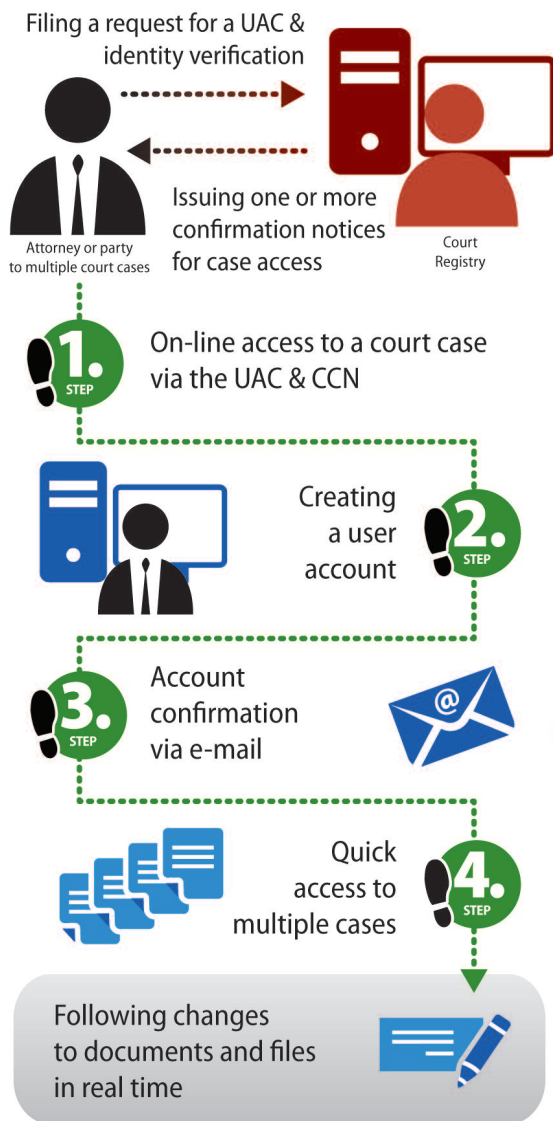 Filing a request for a UAC &
identity verification
Issuing one or more
confirmation notices
for case access
Attorney or party
to multiple court cases
Court
Registry
1.
STEP
On-line access to a court case
via the UAC & CCN
Creating
a user
account
2.
STEP
3.
STEP
Account
confirmation
via e-mail
@
Quick
access to
multiple cases
4.
STEP
Following changes
to documents and files
in real time